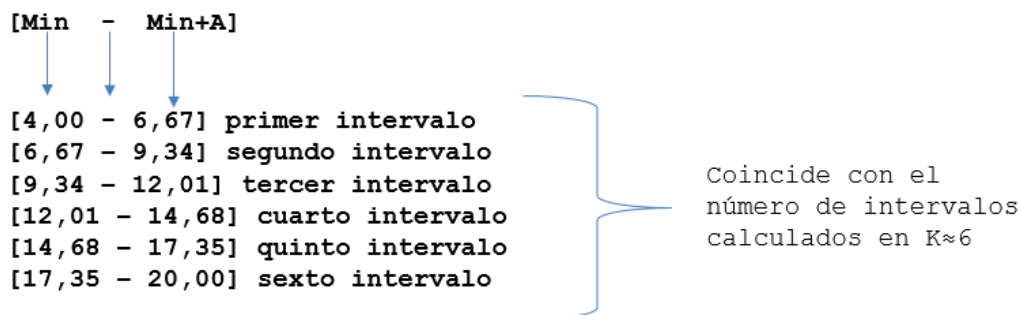 [Min – Min+A]
[4,00 – 6,67] primer intervalo
[6,67 – 9,34] segundo intervalo
[9,34 – 12,01] tercer intervalo
[12,01 – 14,68] cuarto intervalo
[14,68 – 17,35] quinto intervalo
[17,35 – 20,00] sexto intervalo
Coincide con el
número de intervalos
calculados en K≈6